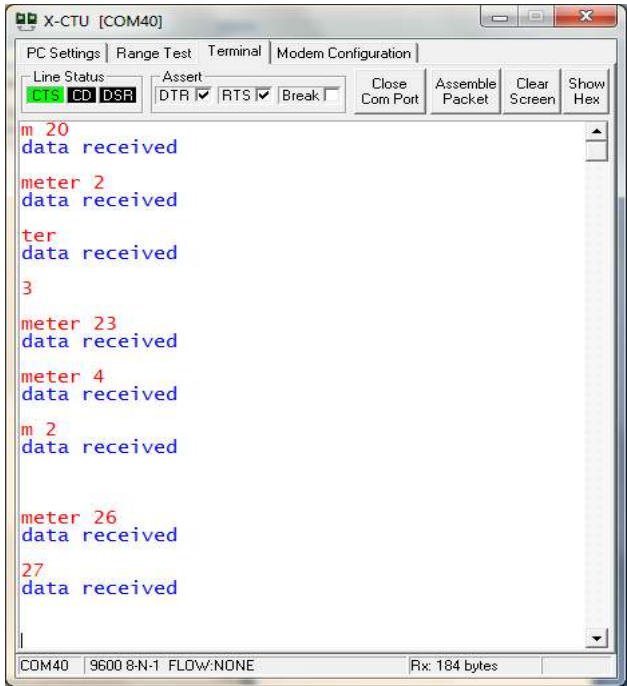 X-CTU [COM40]
PC Settings Range Test Terminal Modem Configuration
Line Status Assert
CTS CD DSR DTR RTS Break Close Com Port Assemble Packet Clear Screen Show Hex
m 20
data received
meter 2
data received
ter
data received
3
meter 23
data received
meter 4
data received
m 2
data received
meter 26
data received
27
data received
COM40 9600 8-N-1 FLOW:NONE Rx: 184 bytes